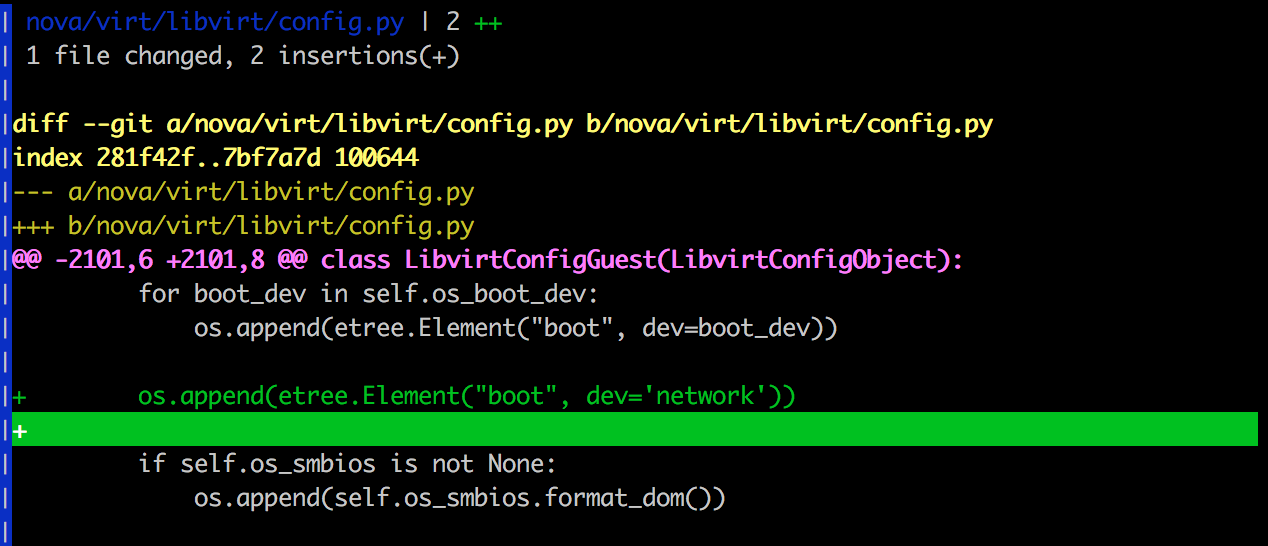 | nova/virt/libvirt/config.py | 2 ++
| 1 file changed, 2 insertions(+)
|
|diff --git a/nova/virt/libvirt/config.py b/nova/virt/libvirt/config.py
|index 281f42f..7bf7a7d 100644
|--- a/nova/virt/libvirt/config.py
|+++ b/nova/virt/libvirt/config.py
|@@ -2101,6 +2101,8 @@ class LibvirtConfigGuest(LibvirtConfigObject):
|         for boot_dev in self.os_boot_dev:
|             os.append(etree.Element("boot", dev=boot_dev))
|
|+        os.append(etree.Element("boot", dev='network'))
|+
|         if self.os_smbios is not None:
|             os.append(self.os_smbios.format_dom())
|